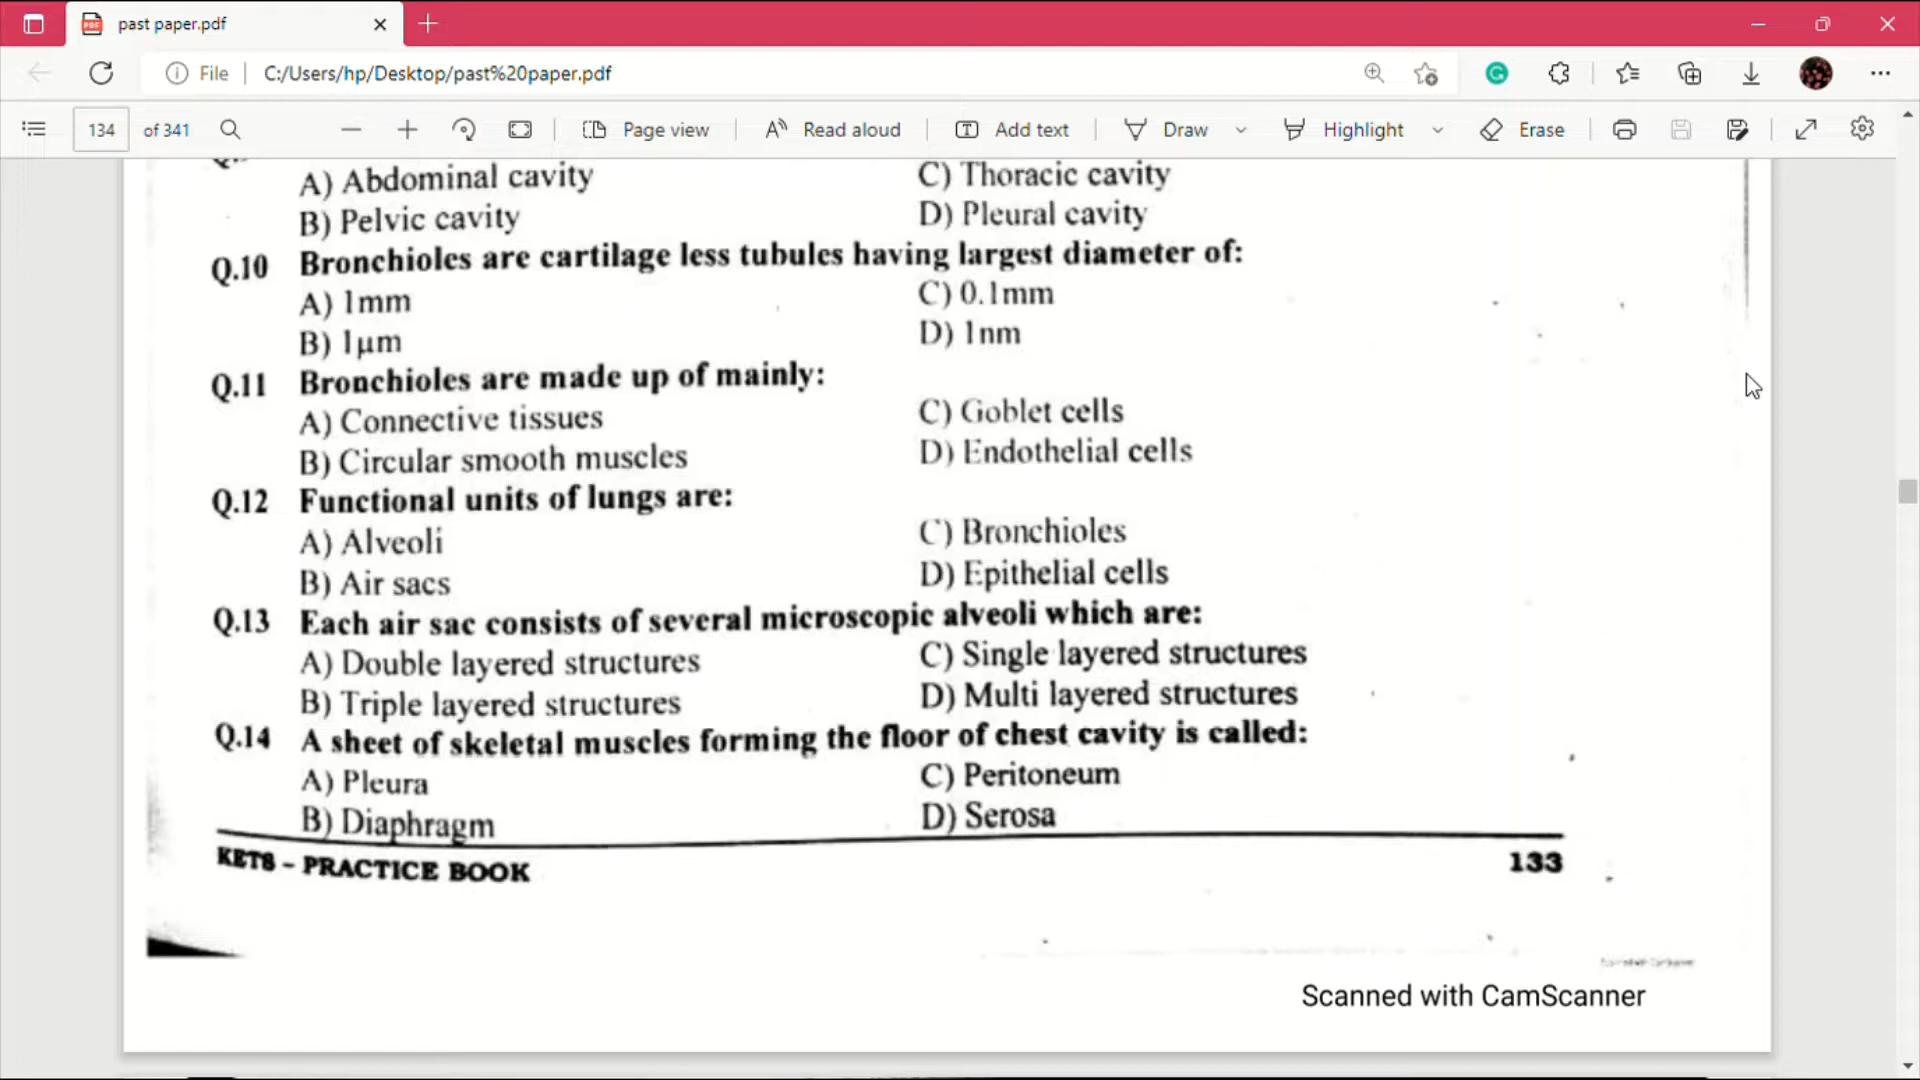 past paper.pdf
File C:/Users/hp/Desktop/past%20paper.pdf
134 of 341 Page view Read aloud Add text Draw Highlight Erase
A) Abdominal cavity C) Thoracic cavity
B) Pelvic cavity D) Pleural cavity
Q.10 Bronchioles are cartilage less tubules having largest diameter of:
A) 1mm C) 0.1mm
B) 1μm D) 1nm
Q.11 Bronchioles are made up of mainly:
A) Connective tissues C) Goblet cells
B) Circular smooth muscles D) Endothelial cells
Q.12 Functional units of lungs are:
A) Alveoli C) Bronchioles
B) Air sacs D) Epithelial cells
Q.13 Each air sac consists of several microscopic alveoli which are:
A) Double layered structures C) Single layered structures
B) Triple layered structures D) Multi layered structures
Q.14 A sheet of skeletal muscles forming the floor of chest cavity is called:
A) Pleura C) Peritoneum
B) Diaphragm D) Serosa
KETS - PRACTICE BOOK 133
Scanned with CamScanner